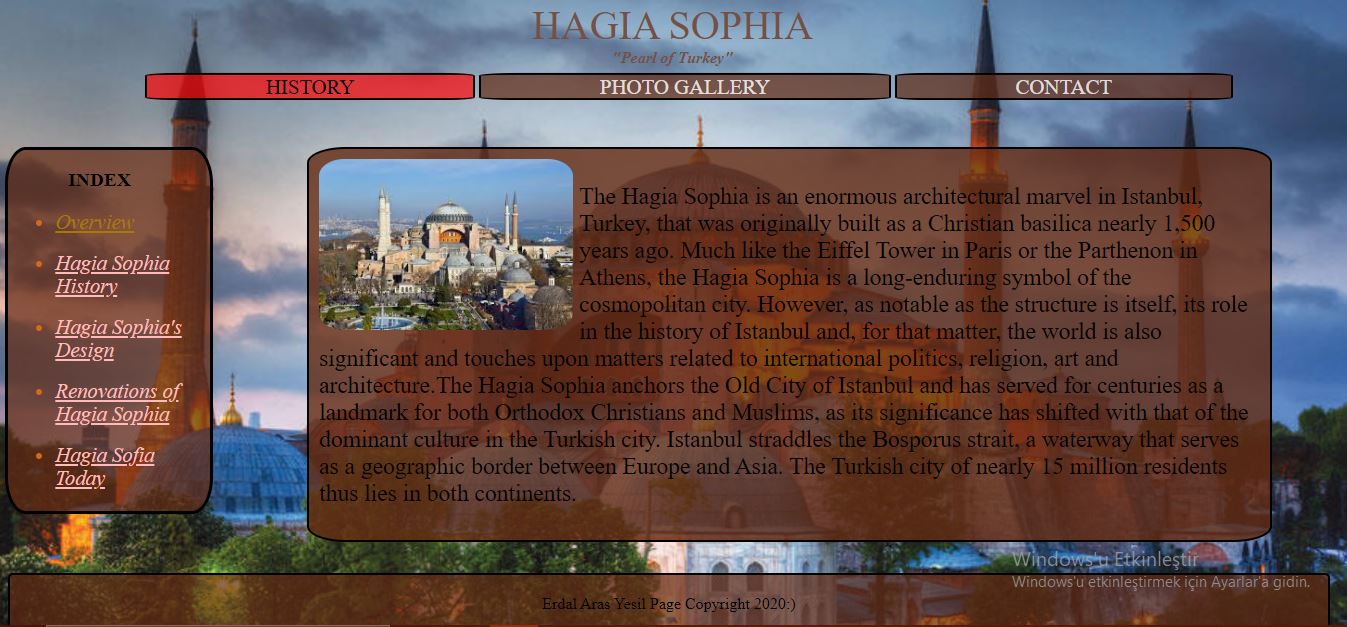 HAGIA SOPHIA
"Pearl of Turkey"
HISTORY
PHOTO GALLERY
CONTACT
INDEX
Overview
Hagia Sophia
History
Hagia Sophia's
Design
Renovations of
Hagia Sophia
Hagia Sofia
Today
The Hagia Sophia is an enormous architectural marvel in Istanbul,
Turkey, that was originally built as a Christian basilica nearly 1,500
years ago. Much like the Eiffel Tower in Paris or the Parthenon in
Athens, the Hagia Sophia is a long-enduring symbol of the
cosmopolitan city. However, as notable as the structure is itself, its role
in the history of Istanbul and, for that matter, the world is also
significant and touches upon matters related to international politics, religion, art and
architecture.The Hagia Sophia anchors the Old City of Istanbul and has served for centuries as a
landmark for both Orthodox Christians and Muslims, as its significance has shifted with that of the
dominant culture in the Turkish city. Istanbul straddles the Bosporus strait, a waterway that serves
as a geographic border between Europe and Asia. The Turkish city of nearly 15 million residents
thus lies in both continents.
Windows'u Etkinleştir
Windows'u etkinleştirmek için Ayarlar'a gidin.
Erdal Aras Yesil Page Copyright 2020:)